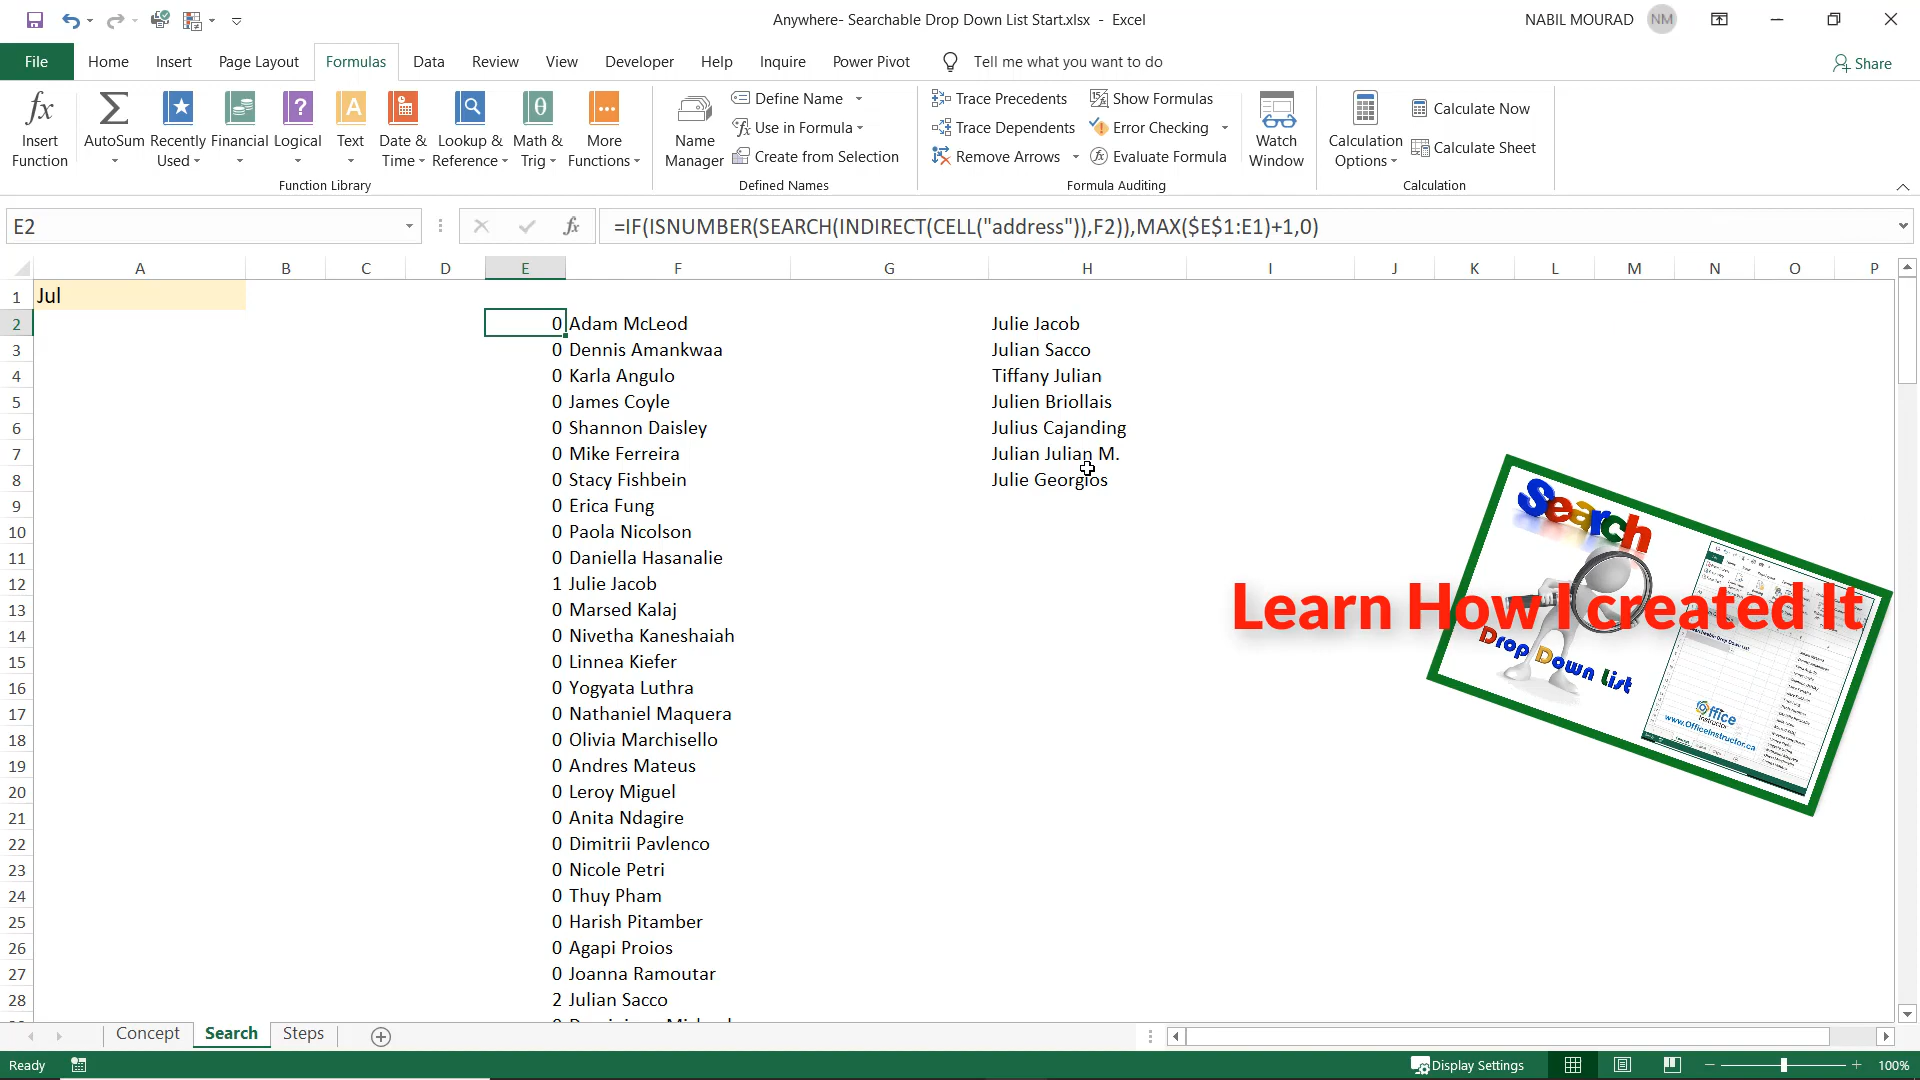 Anywhere- Searchable Drop Down List Start.xlsx - Excel
NABIL MOURAD NM
File Home Insert Page Layout Formulas Data Review View Developer Help Inquire Power Pivot Tell me what you want to do Share
Insert Function
AutoSum
Recently Used
Financial
Logical
Text
Date & Time
Lookup & Reference
Math & Trig
More Functions
Function Library
Name Manager
Define Name
Use in Formula
Create from Selection
Defined Names
Trace Precedents
Trace Dependents
Remove Arrows
Show Formulas
Error Checking
Evaluate Formula
Formula Auditing
Watch Window
Calculation Options
Calculate Now
Calculate Sheet
Calculation
E2 fx =IF(ISNUMBER(SEARCH(INDIRECT(CELL("address")),F2)),MAX($E$1:E1)+1,0)
A B C D E F G H I J K L M N O P
1 Jul
2 0 Adam McLeod Julie Jacob
3 0 Dennis Amankwaa Julian Sacco
4 0 Karla Angulo Tiffany Julian
5 0 James Coyle Julien Briollais
6 0 Shannon Daisley Julius Cajanding
7 0 Mike Ferreira Julian Julian M.
8 0 Stacy Fishbein Julie Georgios
9 0 Erica Fung
10 0 Paola Nicolson
11 0 Daniella Hasanalie
12 1 Julie Jacob
13 0 Marsed Kalaj
14 0 Nivetha Kaneshaiah
15 0 Linnea Kiefer
16 0 Yogyata Luthra
17 0 Nathaniel Maquera
18 0 Olivia Marchisello
19 0 Andres Mateus
20 0 Leroy Miguel
21 0 Anita Ndagire
22 0 Dimitrii Pavlenco
23 0 Nicole Petri
24 0 Thuy Pham
25 0 Harish Pitamber
26 0 Agapi Proios
27 0 Joanna Ramoutar
28 2 Julian Sacco
Search
Learn How I created It
Drop Down List
Office Instructor
www.OfficeInstructor.ca
Concept Search Steps
Ready Display Settings 100%